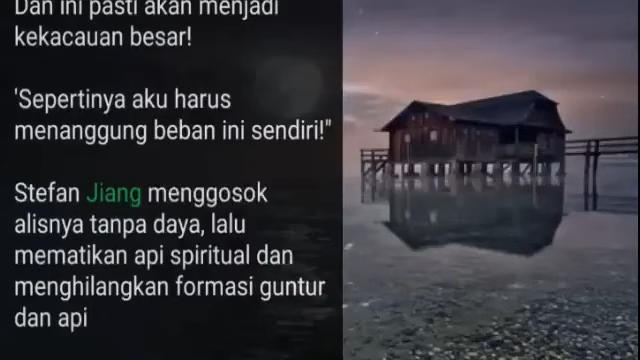 Dan ini pasti akan menjadi
kekacauan besar!
'Sepertinya aku harus
menanggung beban ini sendiri!"
Stefan Jiang menggosok
alisnya tanpa daya, lalu
mematikan api spiritual dan
menghilangkan formasi guntur
dan api